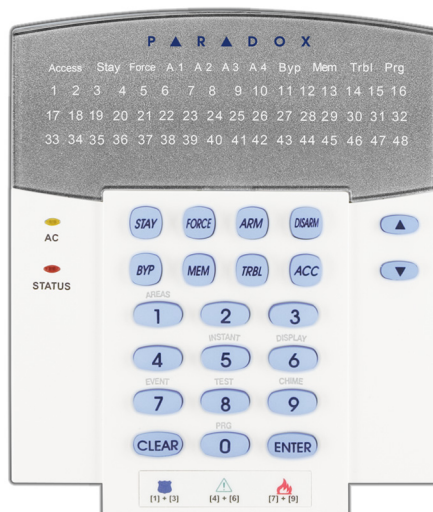 PARADOX
Access Stay Force A 1 A 2 A 3 A 4 Byp Mem Trbl Prg
1 2 3 4 5 6 7 8 9 10 11 12 13 14 15 16
17 18 19 20 21 22 23 24 25 26 27 28 29 30 31 32
33 34 35 36 37 38 39 40 41 42 43 44 45 46 47 48
STAY FORCE ARM DISARM
AC
BYP MEM TRBL ACC
STATUS
AREAS
1 2 3
INSTANT DISPLAY
4 5 6
EVENT TEST CHIME
7 8 9
PRG
CLEAR 0 ENTER
[1] + [3] [4] + [6] [7] + [9]